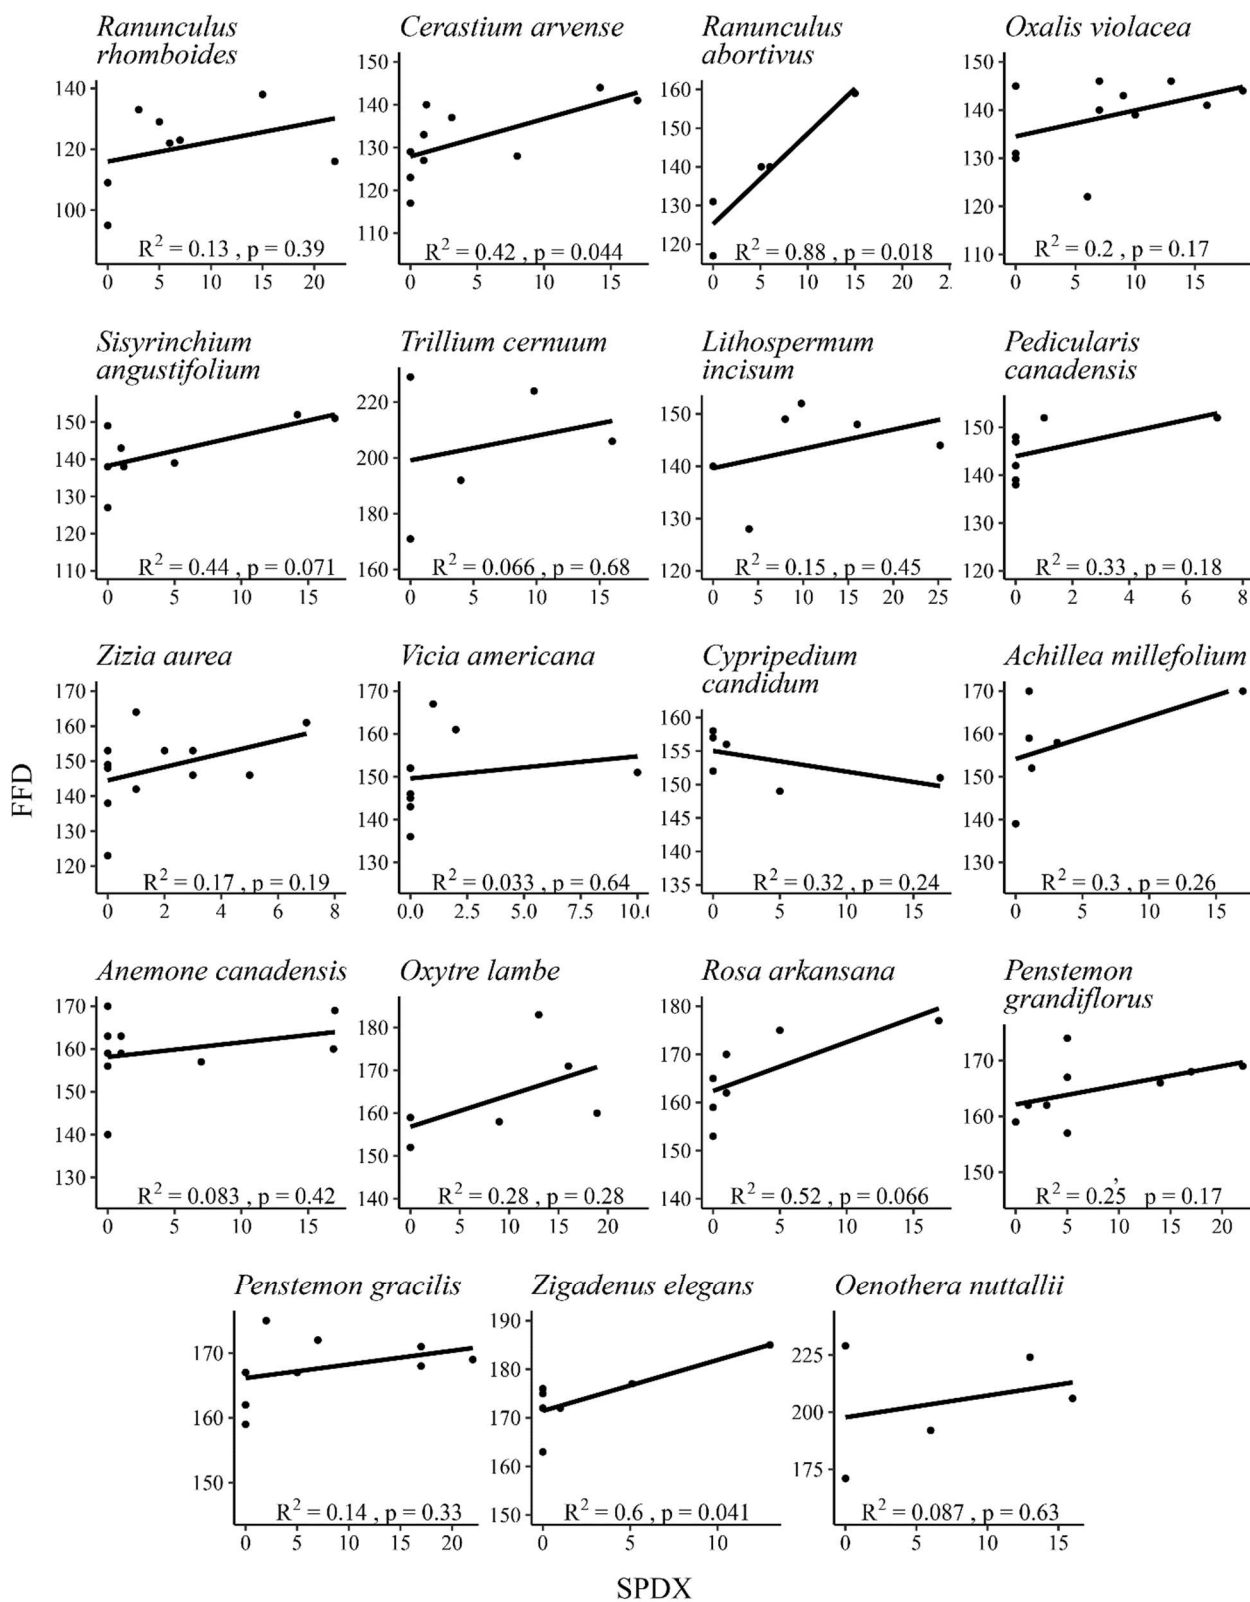 Ranunculus
rhomboides
140
120
100
R² = 0.13 , p = 0.39
0 5 10 15 20
Cerastium arvense
150
140
130
120
110
R² = 0.42 , p = 0.044
0 5 10 15
Ranunculus
abortivus
160
150
140
130
120
R² = 0.88 , p = 0.018
0 5 10 15 20 2
Oxalis violacea
150
140
130
120
110
R² = 0.2 , p = 0.17
0 5 10 15
Sisyrinchium
angustifolium
150
140
130
120
110
R² = 0.44 , p = 0.071
0 5 10 15
Trillium cernuum
220
200
180
160
R² = 0.066 , p = 0.68
0 5 10 15
Lithospermum
incisum
150
140
130
120
R² = 0.15 , p = 0.45
0 5 10 15 20 25
Pedicularis
canadensis
150
140
130
120
R² = 0.33 , p = 0.18
0 2 4 6 8
FFD
Zizia aurea
170
160
150
140
130
120
R² = 0.17 , p = 0.19
0 2 4 6 8
Vicia americana
170
160
150
140
130
R² = 0.033 , p = 0.64
0.0 2.5 5.0 7.5 10.0
Cypripedium
candidum
160
155
150
145
140
135
R² = 0.32 , p = 0.24
0 5 10 15
Achillea millefolium
170
160
150
140
130
R² = 0.3 , p = 0.26
0 5 10 15
Anemone canadensis
170
160
150
140
130
R² = 0.083 , p = 0.42
0 5 10 15
Oxytre lambe
180
170
160
150
140
R² = 0.28 , p = 0.28
0 5 10 15 20
Rosa arkansana
180
170
160
150
140
R² = 0.52 , p = 0.066
0 5 10 15
Penstemon
grandiflorus
170
160
150
R² = 0.25 , p = 0.17
0 5 10 15 20
Penstemon gracilis
170
160
150
R² = 0.14 , p = 0.33
0 5 10 15 20
Zigadenus elegans
190
180
170
160
150
R² = 0.6 , p = 0.041
0 5 10
Oenothera nuttallii
225
200
175
R² = 0.087 , p = 0.63
0 5 10 15
SPDX